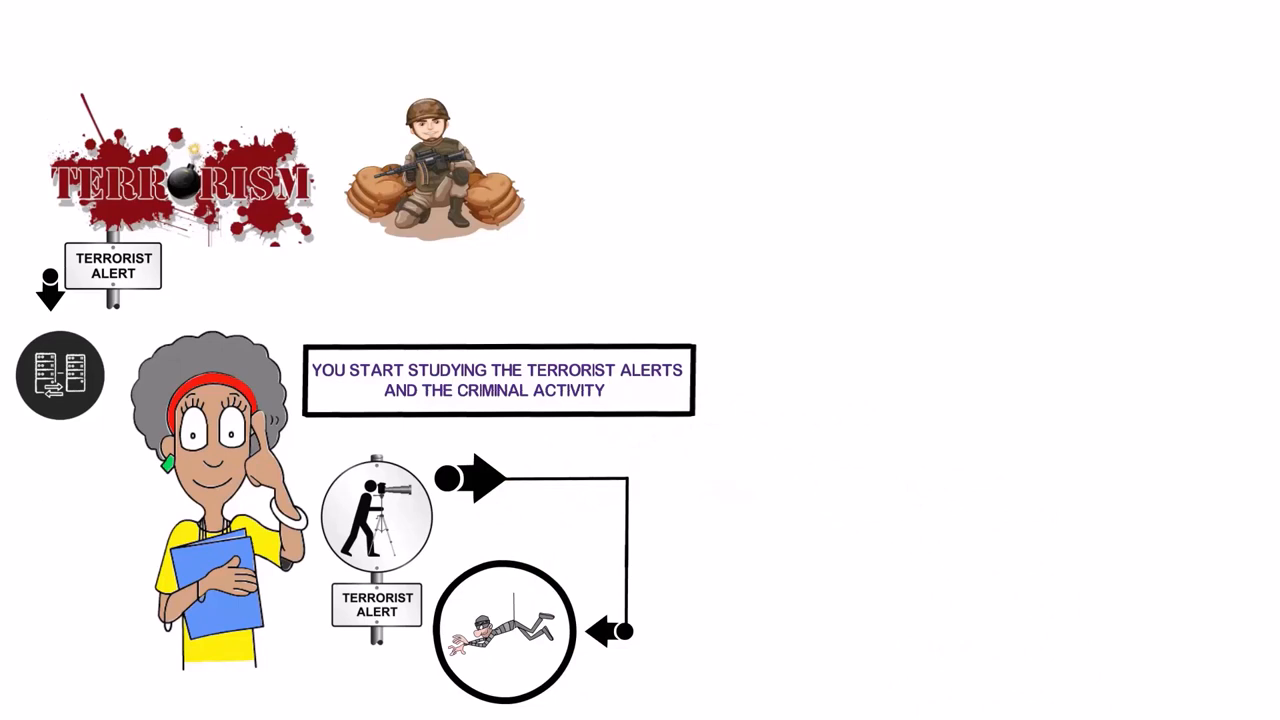 TERRORISM
TERRORIST
ALERT
YOU START STUDYING THE TERRORIST ALERTS
AND THE CRIMINAL ACTIVITY
TERRORIST
ALERT